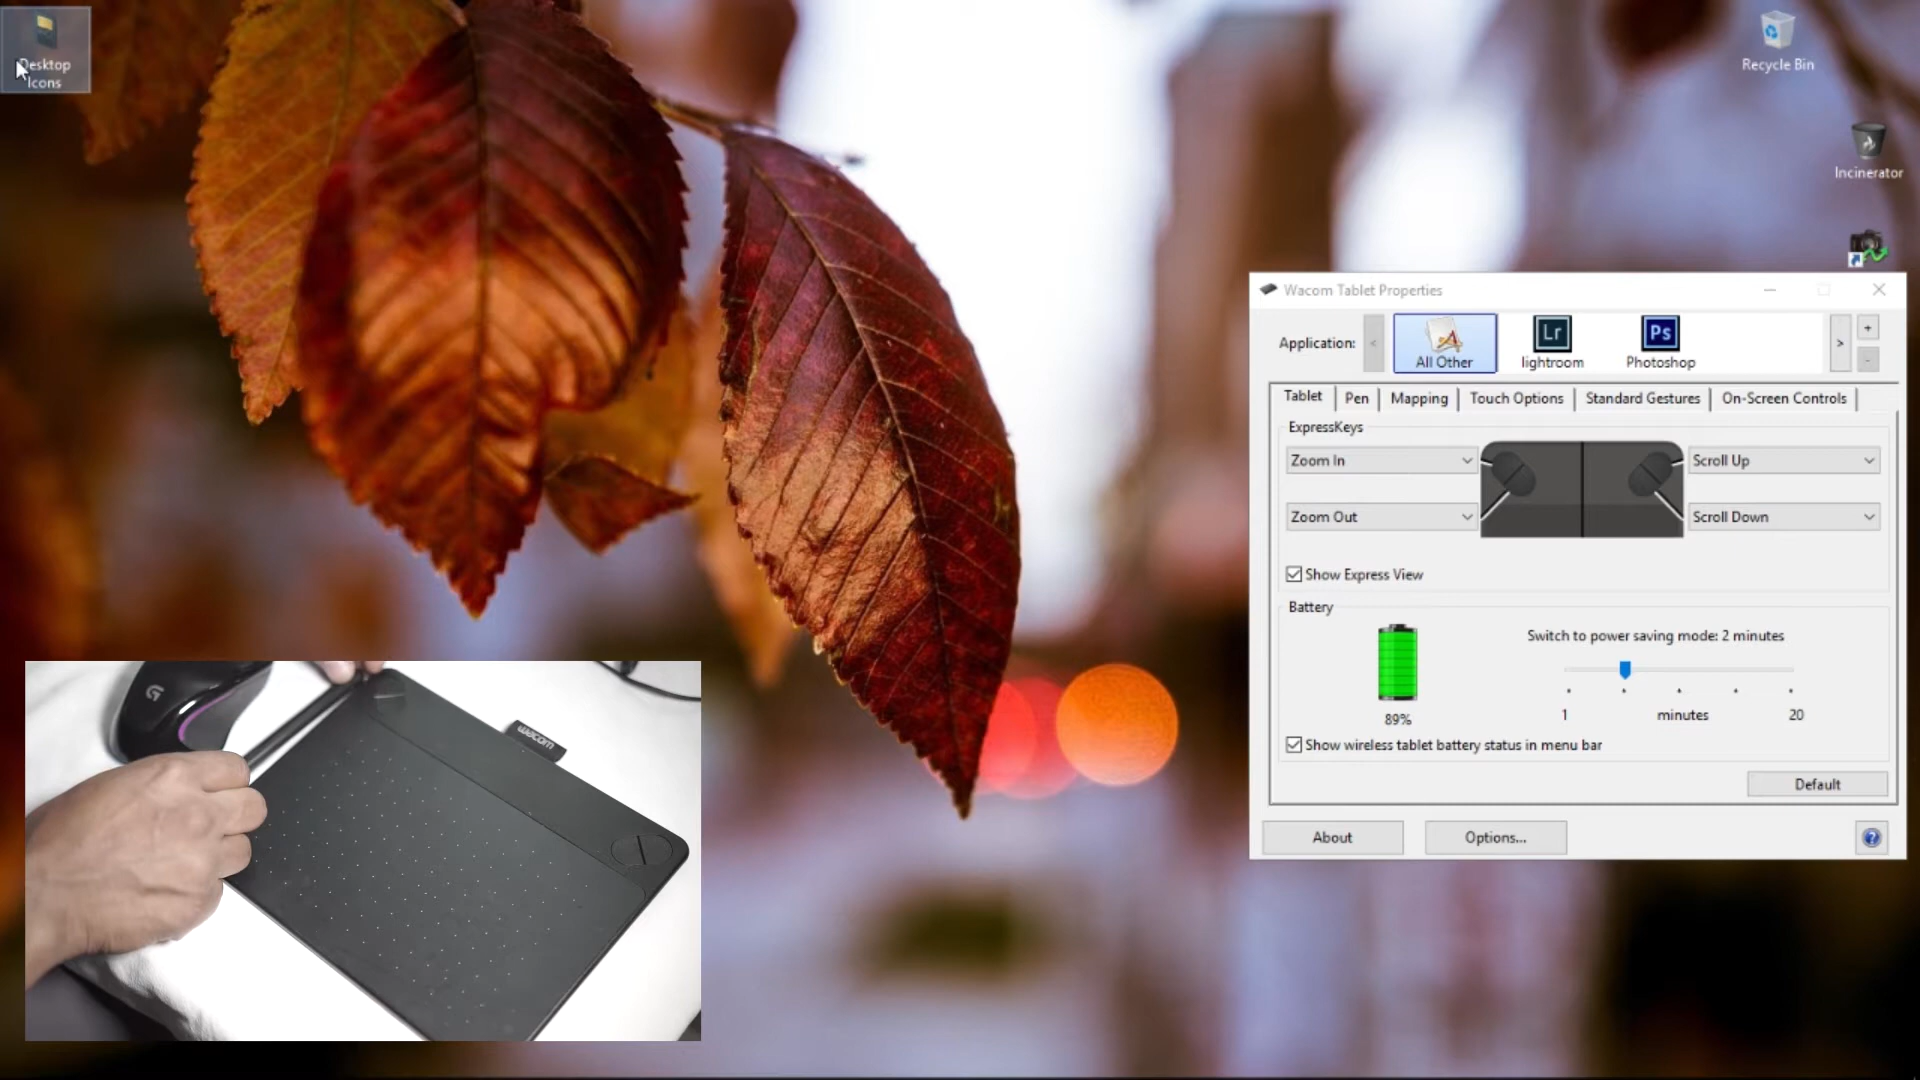 Desktop
Icons
Recycle Bin
Incinerator
Wacom Tablet Properties
Application:
<
All Other
Lr
lightroom
Ps
Photoshop
>
+
-
Tablet
Pen
Mapping
Touch Options
Standard Gestures
On-Screen Controls
ExpressKeys
Zoom In
Scroll Up
Zoom Out
Scroll Down
Show Express View
Battery
Switch to power saving mode: 2 minutes
89%
1
minutes
20
Show wireless tablet battery status in menu bar
Default
About
Options...
?
wacom
G